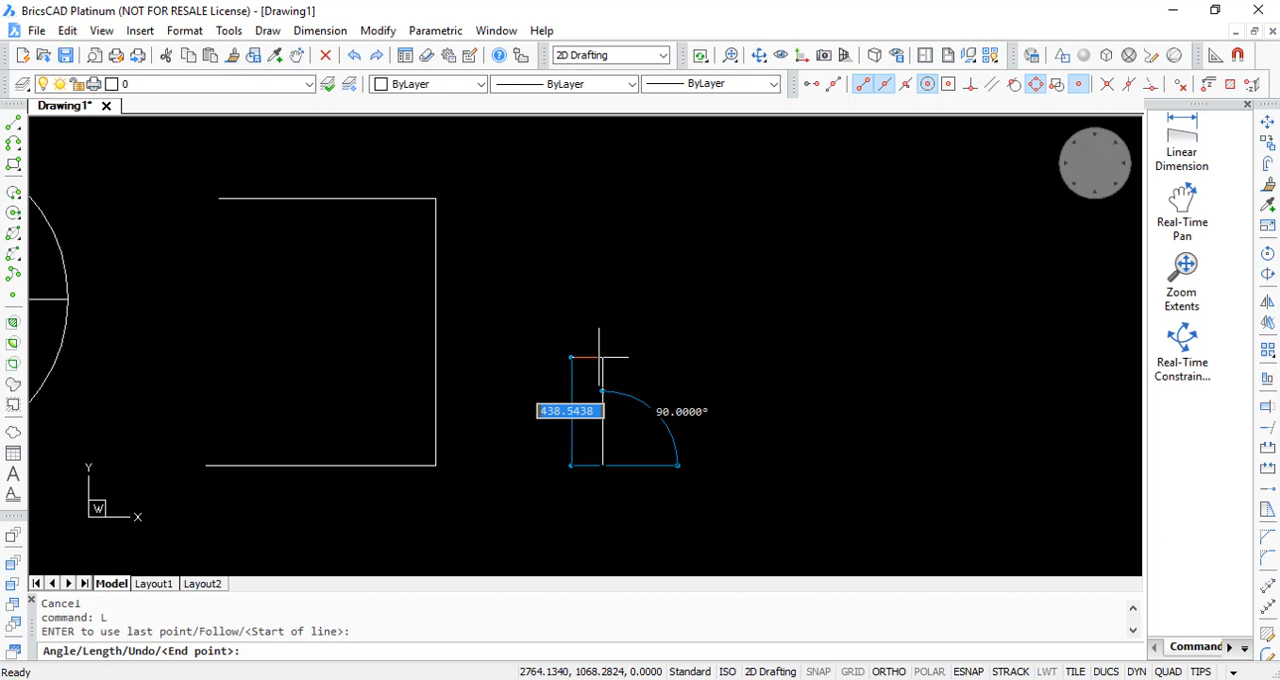 BricsCAD Platinum (NOT FOR RESALE License) - [Drawing1]
File Edit View Insert Format Tools Draw Dimension Modify Parametric Window Help
2D Drafting
0 ByLayer ByLayer ByLayer
Drawing1*
Linear
Dimension
Real-Time
Pan
Zoom
Extents
Real-Time
Constrain...
438.5438 90.0000°
Y
W X
Model Layout1 Layout2
Cancel
command: L
ENTER to use last point/Follow/<Start of line>:
Angle/Length/Undo/<End point>:
Command
Ready 2764.1340, 1068.2824, 0.0000 Standard ISO 2D Drafting SNAP GRID ORTHO POLAR ESNAP STRACK LWT TILE DUCS DYN QUAD TIPS